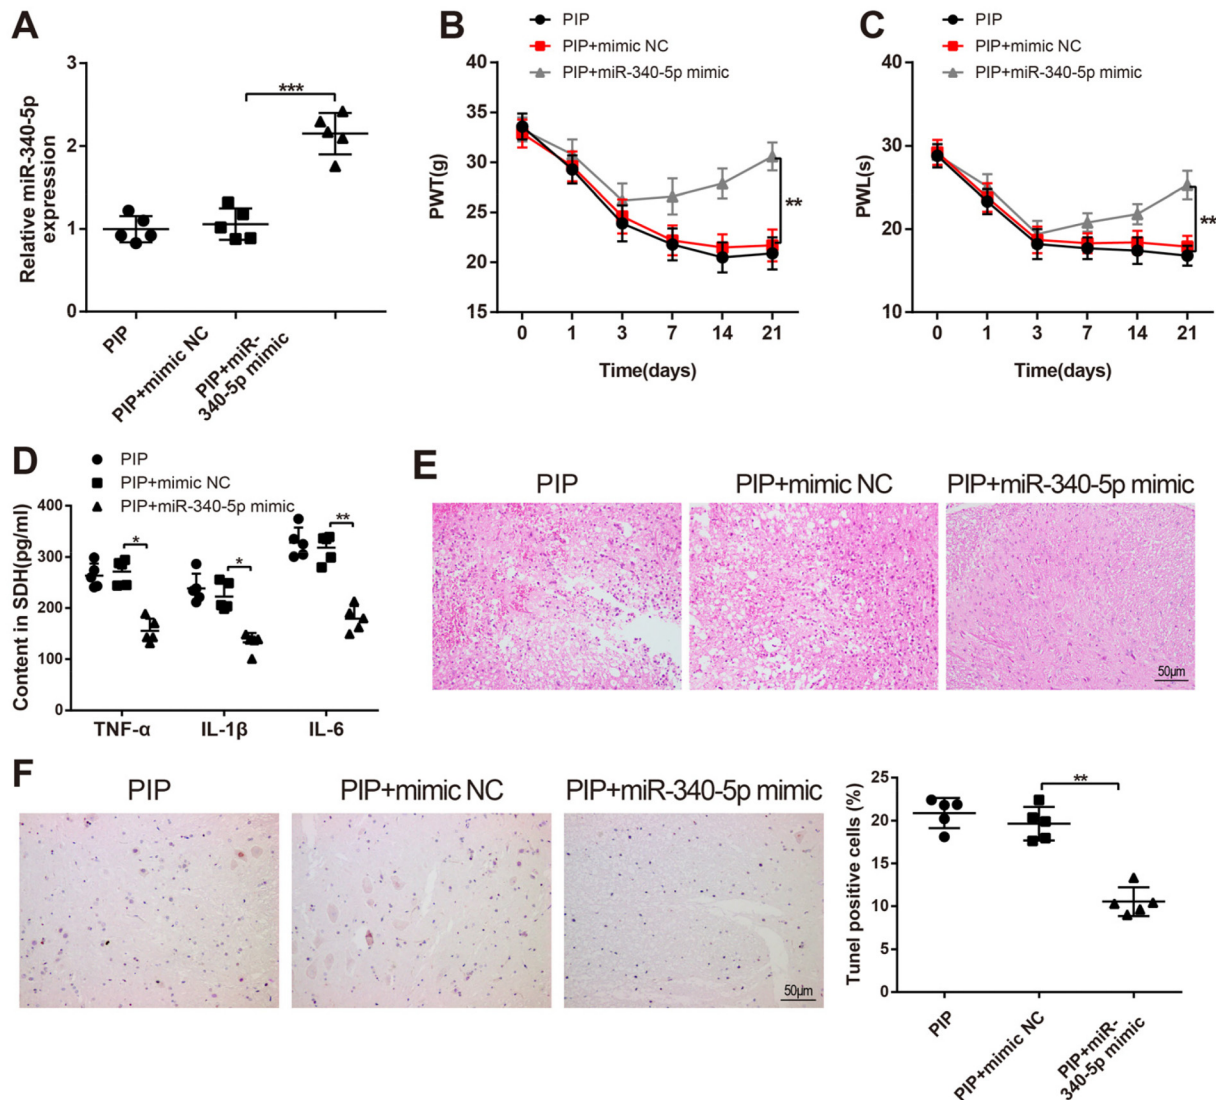 A
Relative miR-340-5p
expression
3
2
1
0
***
PIP
PIP+mimic NC
PIP+miR-
340-5p mimic
B
PIP
PIP+mimic NC
PIP+miR-340-5p mimic
PWT(g)
40
35
30
25
20
15
**
0 1 3 7 14 21
Time(days)
C
PIP
PIP+mimic NC
PIP+miR-340-5p mimic
PWL(s)
40
30
20
10
**
0 1 3 7 14 21
Time(days)
D
PIP
PIP+mimic NC
PIP+miR-340-5p mimic
Content in SDH(pg/ml)
400
300
200
100
0
*
*
**
TNF-α IL-1β IL-6
E
PIP PIP+mimic NC PIP+miR-340-5p mimic
50μm
F
PIP PIP+mimic NC PIP+miR-340-5p mimic
50μm
Tunel positive cells (%)
25
20
15
10
5
0
**
PIP
PIP+mimic NC
PIP+miR-
340-5p mimic